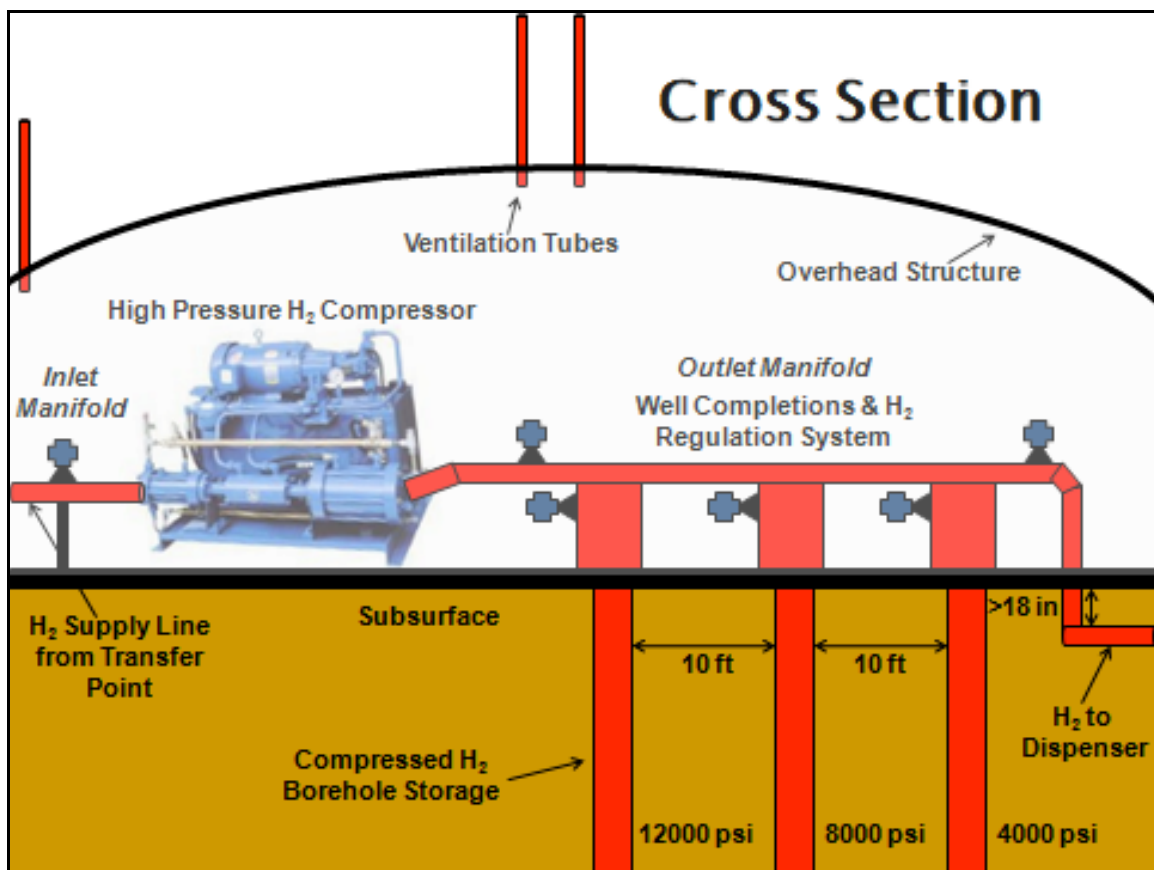 Cross Section
Ventilation Tubes
Overhead Structure
High Pressure H₂ Compressor
Inlet
Manifold
Outlet Manifold
Well Completions & H₂
Regulation System
Subsurface
>18 in
H₂ Supply Line
from Transfer
Point
10 ft
10 ft
H₂ to
Dispenser
Compressed H₂
Borehole Storage
12000 psi
8000 psi
4000 psi